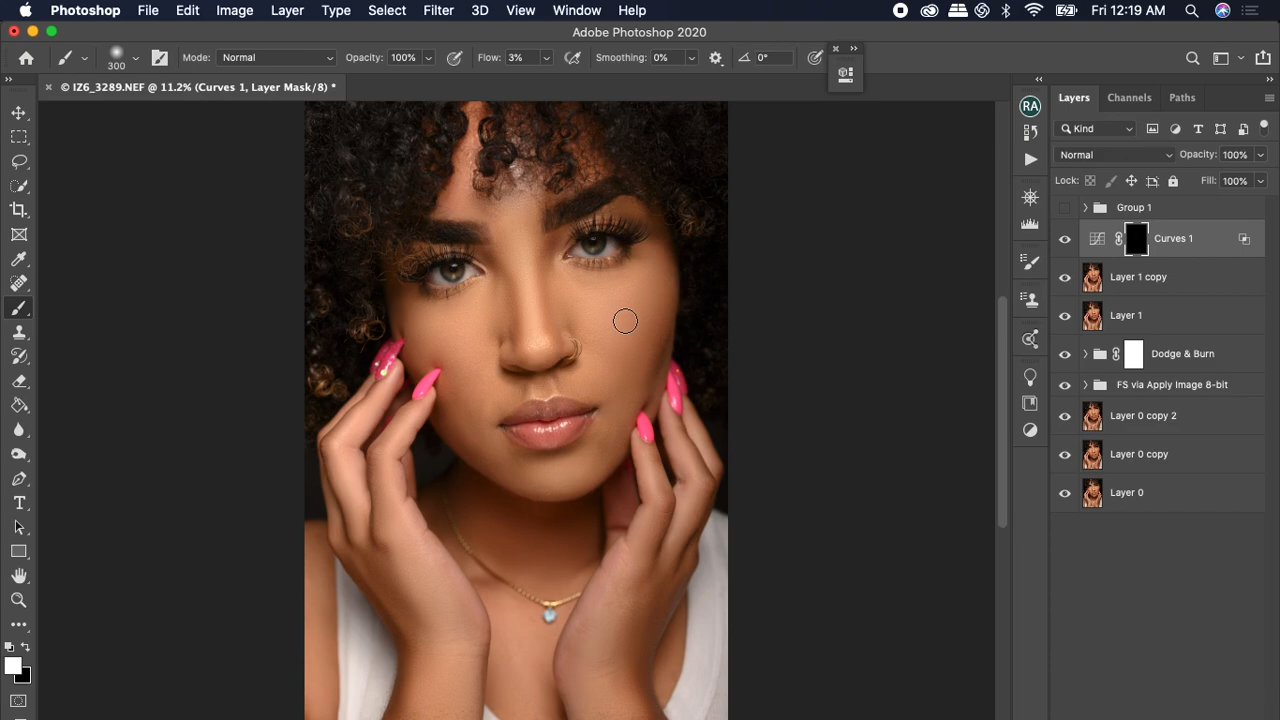 Photoshop File Edit Image Layer Type Select Filter 3D View Window Help Fri 12:19 AM
Adobe Photoshop 2020
300 Mode: Normal Opacity: 100% Flow: 3% Smoothing: 0% 0°
× © IZ6_3289.NEF @ 11.2% (Curves 1, Layer Mask/8) *
RA
Layers Channels Paths
Kind
Normal Opacity: 100%
Lock: Fill: 100%
Group 1
Curves 1
Layer 1 copy
Layer 1
Dodge & Burn
FS via Apply Image 8-bit
Layer 0 copy 2
Layer 0 copy
Layer 0